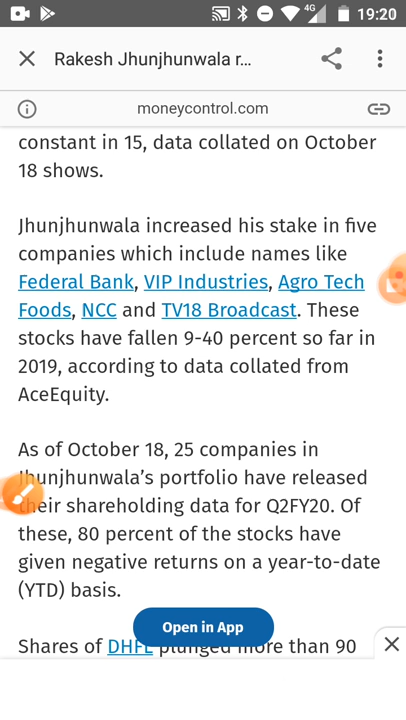 4G 19:20
Rakesh Jhunjhunwala r...
moneycontrol.com
constant in 15, data collated on October
18 shows.
Jhunjhunwala increased his stake in five
companies which include names like
Federal Bank, VIP Industries, Agro Tech
Foods, NCC and TV18 Broadcast. These
stocks have fallen 9-40 percent so far in
2019, according to data collated from
AceEquity.
As of October 18, 25 companies in
Jhunjhunwala’s portfolio have released
their shareholding data for Q2FY20. Of
these, 80 percent of the stocks have
given negative returns on a year-to-date
(YTD) basis.
Open in App
Shares of DHFL plunged more than 90